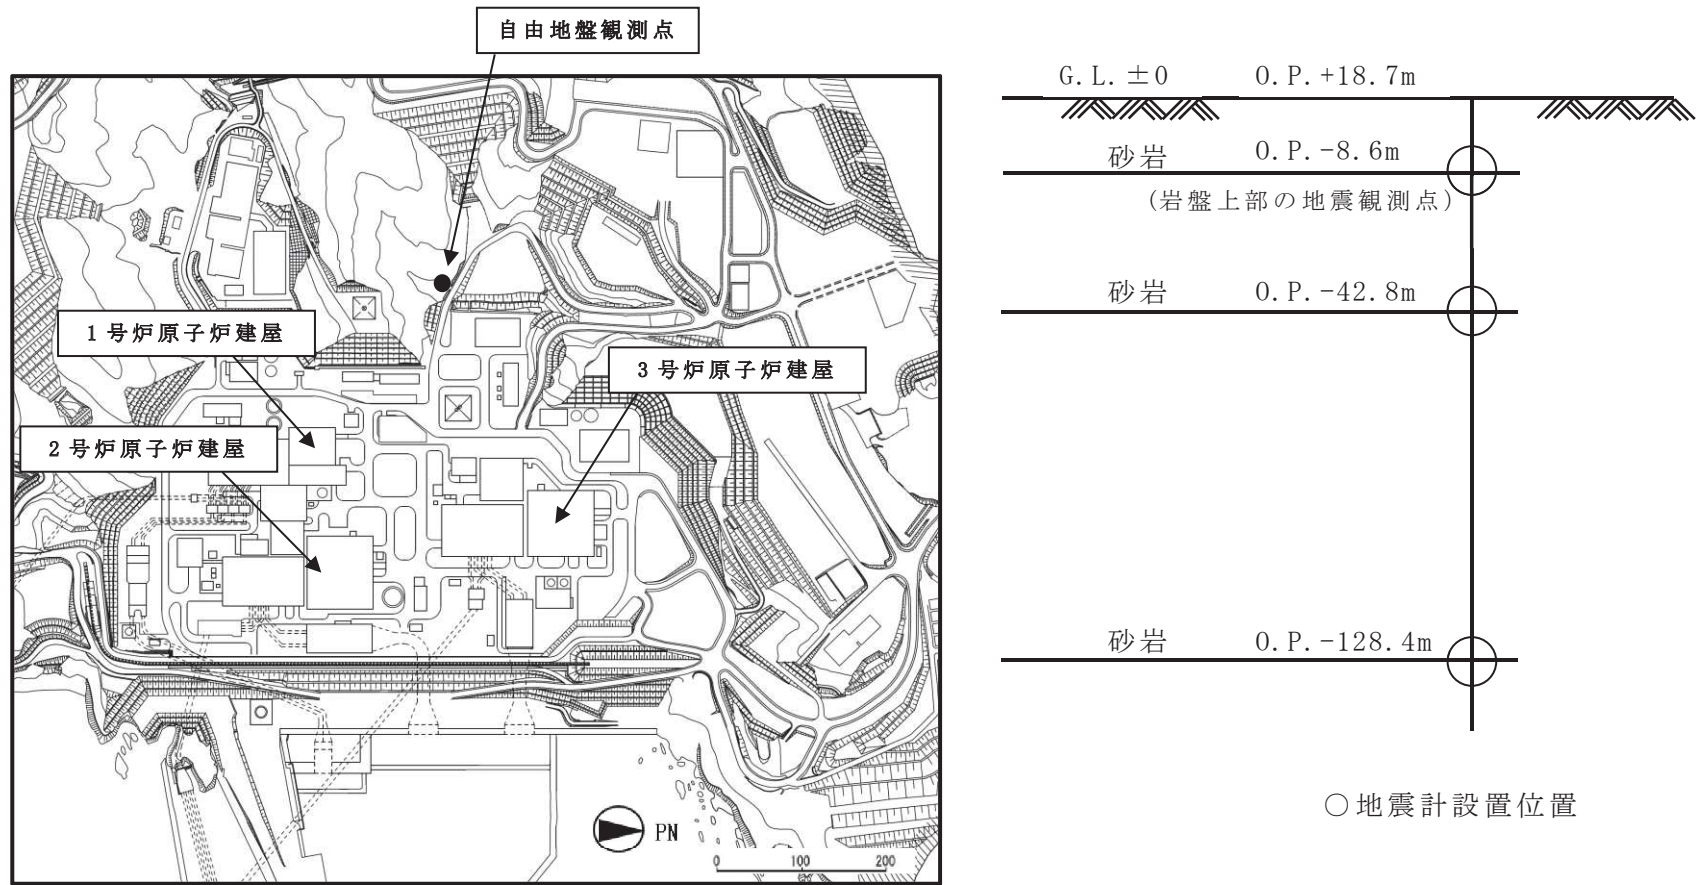 自由地盤観測点
1号炉原子炉建屋
3号炉原子炉建屋
2号炉原子炉建屋
PN
0 100 200
G.L.±0 O.P.+18.7m
砂岩 O.P.-8.6m
(岩盤上部の地震観測点)
砂岩 O.P.-42.8m
砂岩 O.P.-128.4m
○地震計設置位置